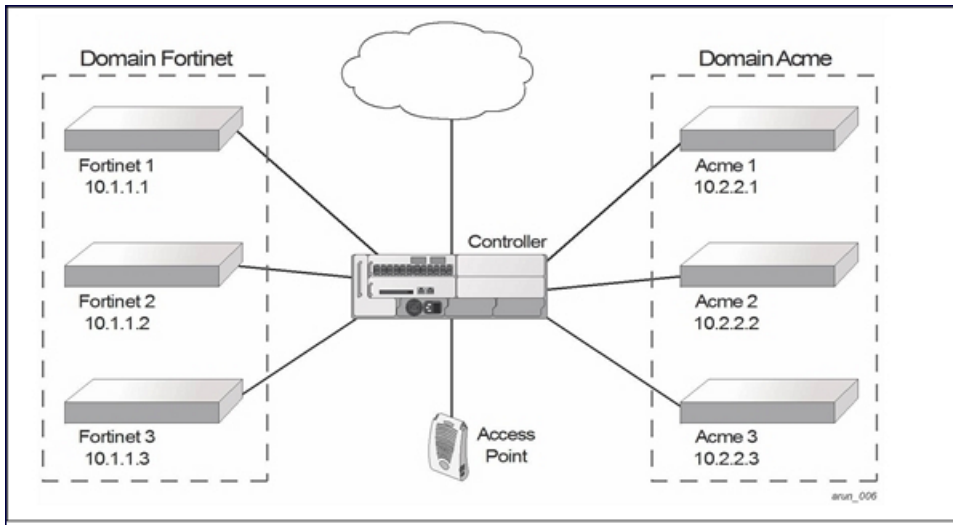 Domain Fortinet
Domain Acme
Fortinet 1
10.1.1.1
Acme 1
10.2.2.1
Controller
Fortinet 2
10.1.1.2
Acme 2
10.2.2.2
Fortinet 3
10.1.1.3
Access
Point
Acme 3
10.2.2.3
arun_006